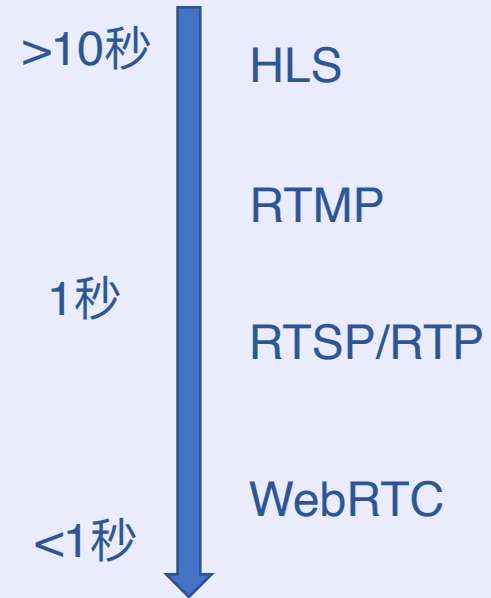 >10秒
HLS
RTMP
1秒
RTSP/RTP
WebRTC
<1秒